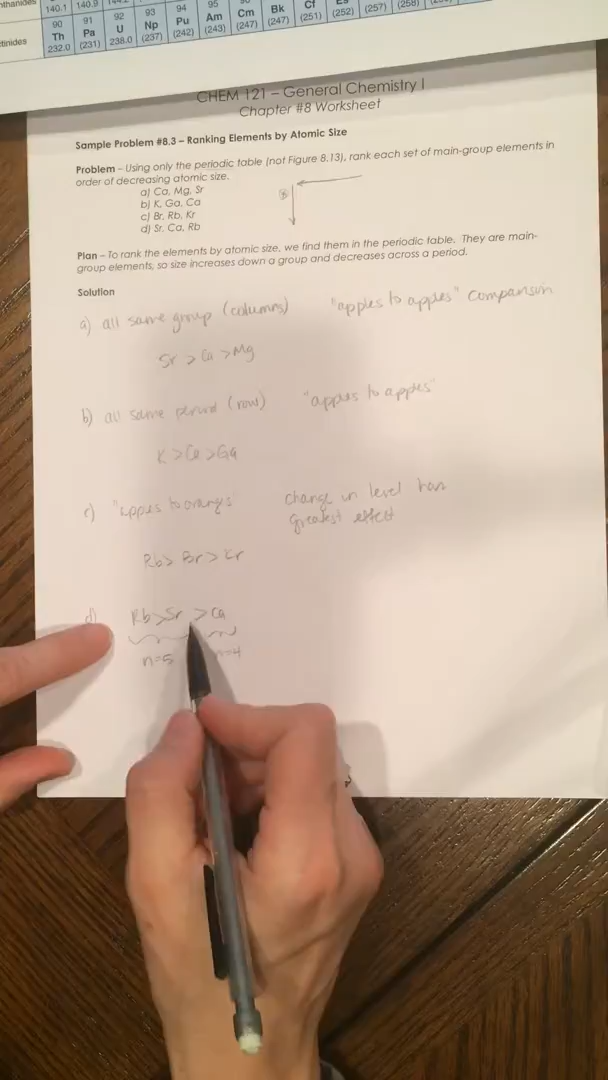 nthanides 140.1 140.9 144.2
ctinides
90 91 92 93 94 95 96
Th Pa U Np Pu Am Cm Bk Cf Es
232.0 (231) 238.0 (237) (242) (243) (247) (247) (251) (252) (257) (258)
CHEM 121 – General Chemistry I
Chapter #8 Worksheet
Sample Problem #8.3 – Ranking Elements by Atomic Size
Problem – Using only the periodic table (not Figure 8.13), rank each set of main-group elements in
order of decreasing atomic size.
a) Ca, Mg, Sr
b) K, Ga, Ca
c) Br, Rb, Kr
d) Sr, Ca, Rb
Plan – To rank the elements by atomic size, we find them in the periodic table. They are main-
group elements, so size increases down a group and decreases across a period.
Solution
a) all same group (columns) "apples to apples" comparison
Sr > Ca > Mg
b) all same period (row) "apples to apples"
K > Ca > Ga
c) "apples to oranges change in level has
greatest effect
Rb > Br > Kr
d) Rb > Sr > Ca
n=5 n=4